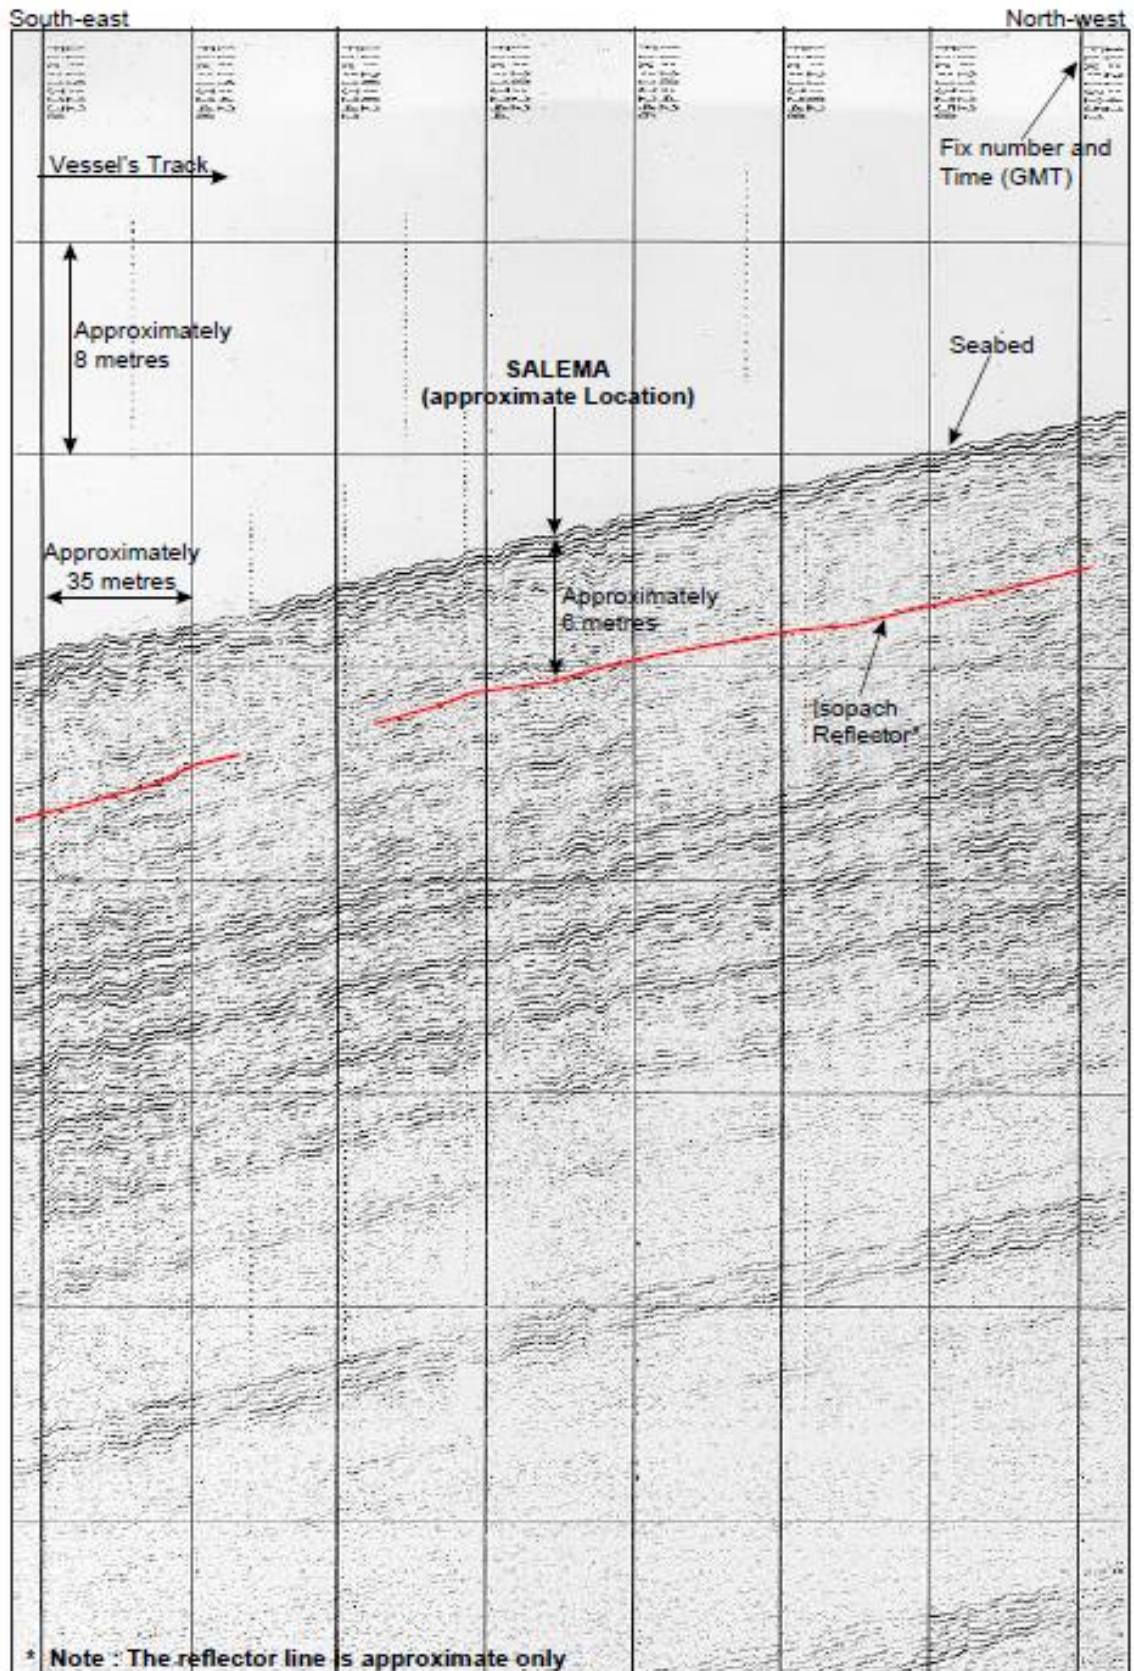 South-east
North-west
Fix number and
Time (GMT)
Vessel's Track
Approximately
8 metres
Seabed
SALEMA
(approximate Location)
Approximately
35 metres
Approximately
6 metres
Isopach
Reflector*
* Note : The reflector line is approximate only